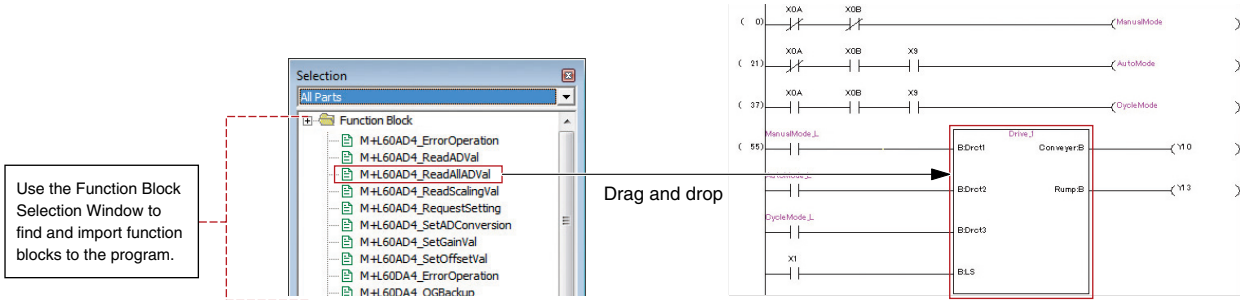 Use the Function Block
Selection Window to
find and import function
blocks to the program.
Selection
All Parts
Function Block
M+L60AD4_ErrorOperation
M+L60AD4_ReadADVal
M+L60AD4_ReadAllADVal
M+L60AD4_ReadScalingVal
M+L60AD4_RequestSetting
M+L60AD4_SetADConversion
M+L60AD4_SetGainVal
M+L60AD4_SetOffsetVal
M+L60DA4_ErrorOperation
M+L60DA4_OGBackup
Drag and drop
X0A X0B
( 0) (ManualMode )
X0A X0B X9
( 21) (AutoMode )
X0A X0B X9
( 37) (CycleMode )
ManualMode_L Drive_1
( 55) B:Drct1 Conveyer:B (Y10 )
AutoMode_L
B:Drct2 Rump:B (Y13 )
CycleMode_L
B:Drct3
X1
B:LS